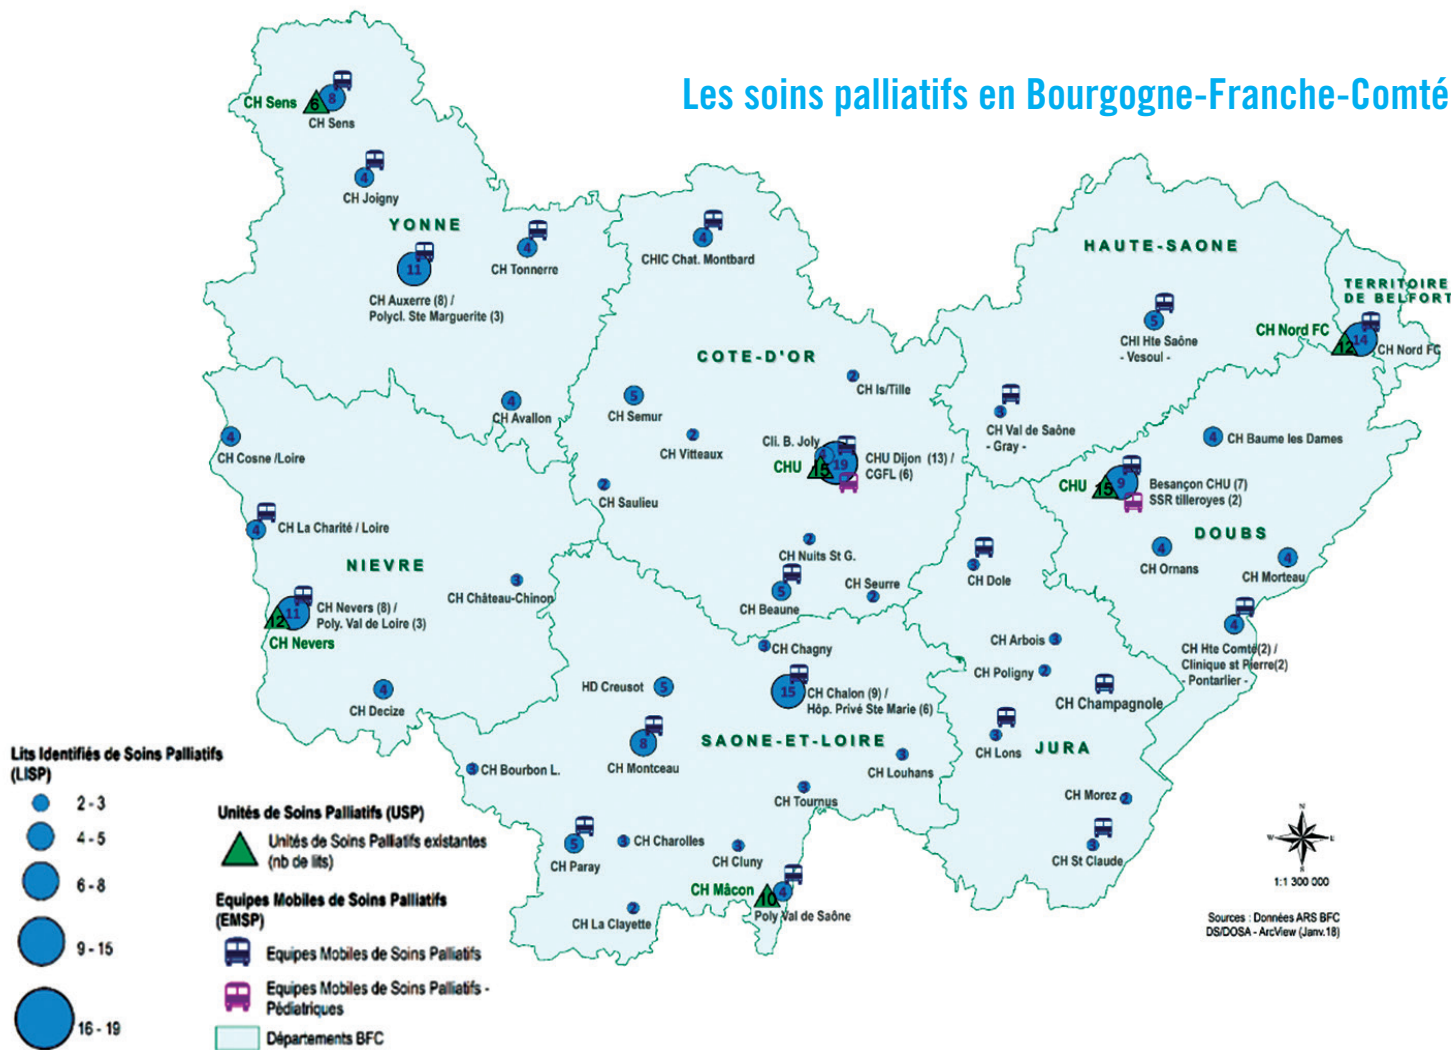 Les soins palliatifs en Bourgogne-Franche-Comté
CH Sens
6
8
CH Sens
4
CH Joigny
YONNE
4
CH Tonnerre
11
CH Auxerre (8) /
Polycl. Ste Marguerite (3)
4
CH Avallon
4
CHIC Chat. Montbard
COTE-D'OR
2
CH Is/Tille
5
CH Semur
2
CH Vitteaux
Cli. B. Joly
4
19
CHU
15
CHU Dijon (13) /
CGFL (6)
2
CH Saulieu
2
CH Nuits St G.
5
CH Beaune
CH Seurre
2
HAUTE-SAONE
5
CHI Hte Saône
- Vesoul -
3
CH Val de Saône
- Gray -
TERRITOIRE
DE BELFORT
CH Nord FC
12
14
CH Nord FC
4
CH Baume les Dames
CHU
15
9
Besançon CHU (7)
SSR tilleroyes (2)
DOUBS
4
CH Ornans
4
CH Morteau
4
CH Hte Comté(2) /
Clinique st Pierre(2)
- Pontarlier -
4
CH Cosne /Loire
4
CH La Charité / Loire
NIEVRE
3
CH Château-Chinon
12
11
CH Nevers (8) /
Poly. Val de Loire (3)
CH Nevers
4
CH Decize
3
CH Chagny
HD Creusot
5
15
CH Chalon (9) /
Hôp. Privé Ste Marie (6)
8
CH Montceau
SAONE-ET-LOIRE
3
CH Louhans
3
CH Bourbon L.
3
CH Tournus
5
CH Paray
3
CH Charolles
3
CH Cluny
CH Mâcon
10
4
Poly Val de Saône
2
CH La Clayette
3
CH Dole
CH Arbois
3
CH Poligny
2
CH Champagnole
3
CH Lons
JURA
CH Morez
2
3
CH St Claude
Lits Identifiés de Soins Palliatifs
(LISP)
2 - 3
4 - 5
6 - 8
9 - 15
16 - 19
Unités de Soins Palliatifs (USP)
Unités de Soins Palliatifs existantes
(nb de lits)
Equipes Mobiles de Soins Palliatifs
(EMSP)
Equipes Mobiles de Soins Palliatifs
Equipes Mobiles de Soins Palliatifs -
Pédiatriques
Départements BFC
N
W
E
S
1:1 300 000
Sources : Données ARS BFC
DS/DOSA - ArcView (Janv.18)